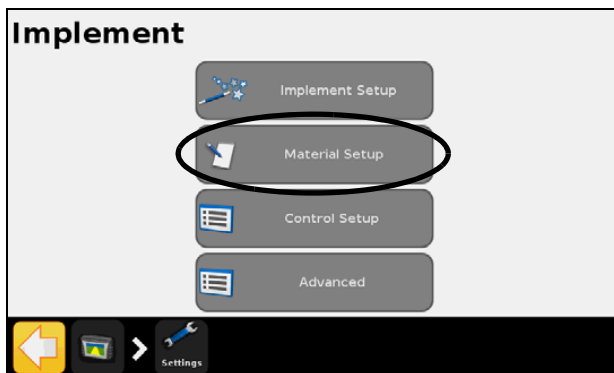 Implement
Implement Setup
Material Setup
Control Setup
Advanced
Settings